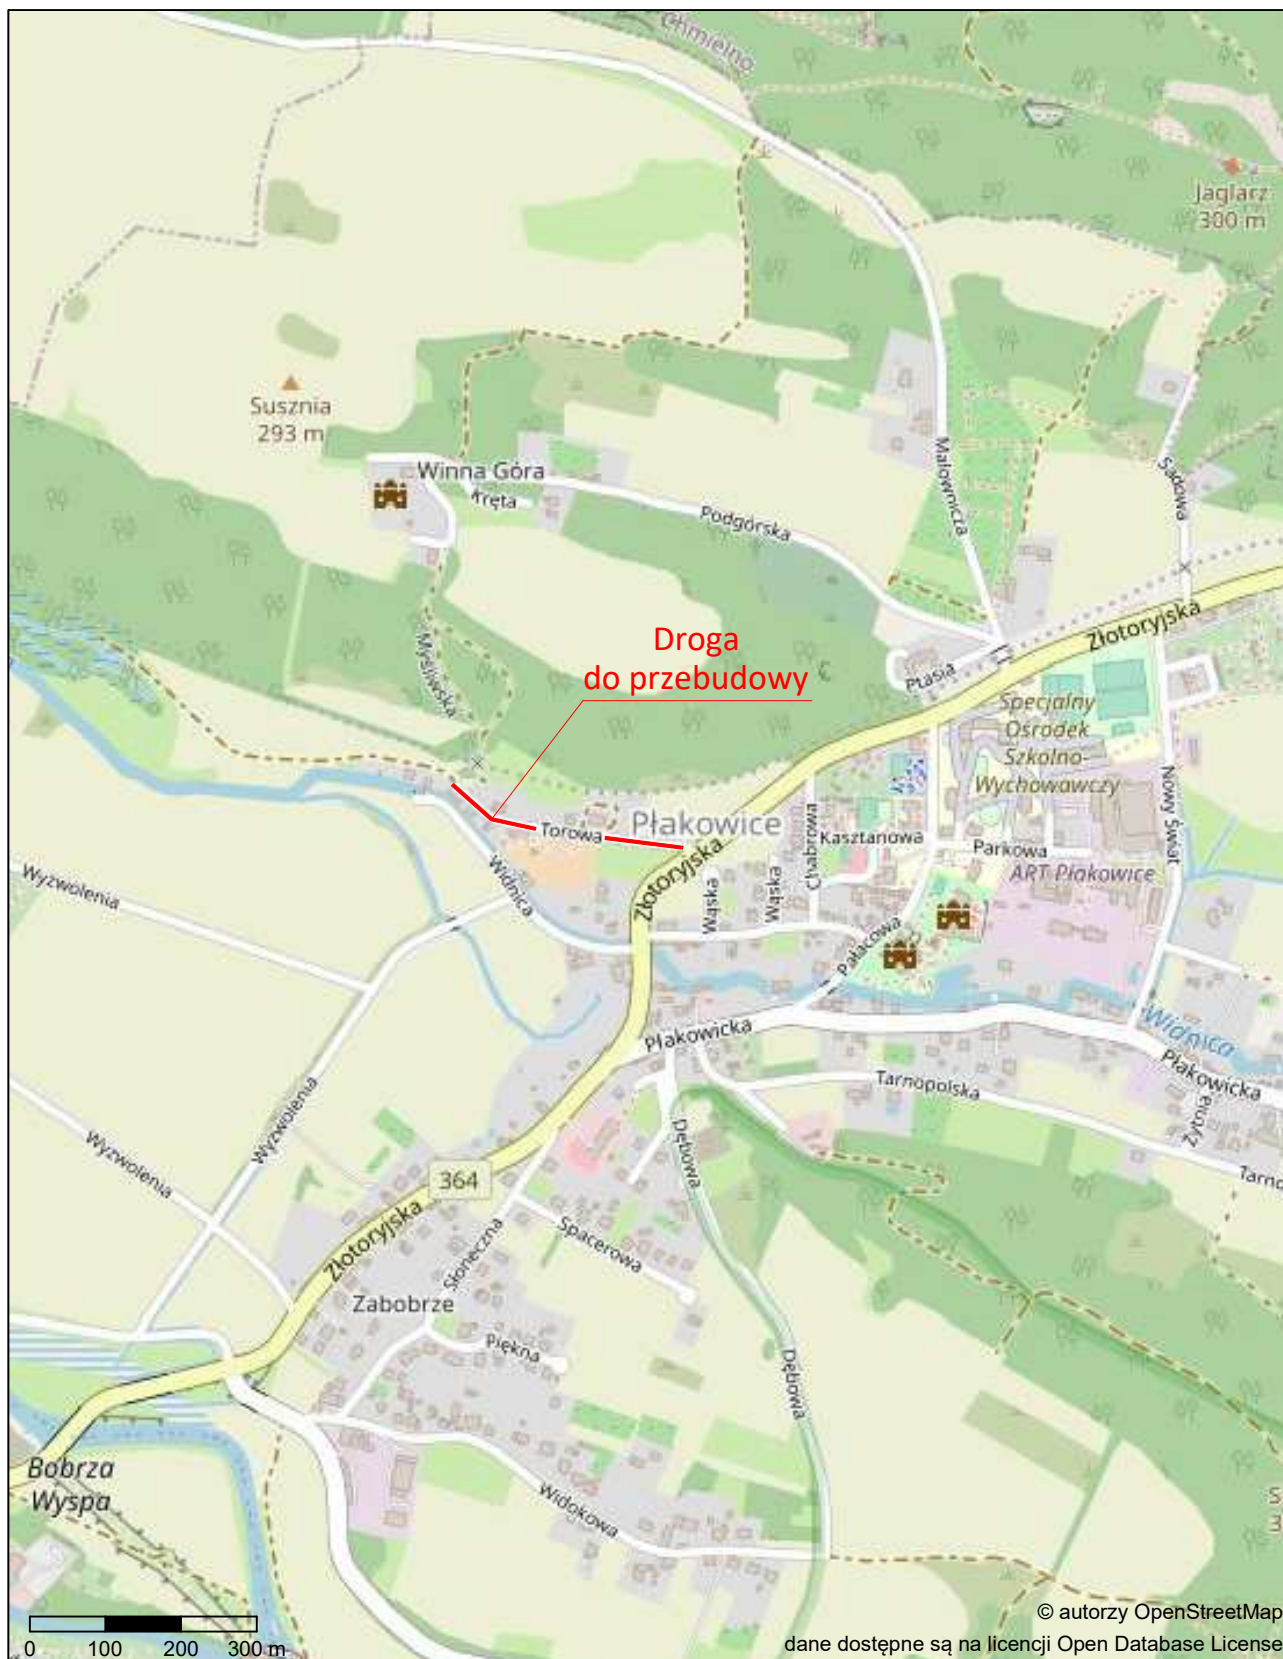 Chmielno
Jaglarz
300 m
Susznia
293 m
Winna Góra
Kręta
Malownicza
Sadowa
Podgórska
Złotoryjska
Droga
do przebudowy
Myśliwska
Ptasia
Specjalny
Ośrodek
Szkolno-
Wychowawczy
Nowy Świat
Torowa
Płakowice
Chabrowa
Kasztanowa
Parkowa
ART Płakowice
Złotoryjska
Wąska
Wąska
Widnica
Wyzwolenia
Pałacowa
Płakowicka
Widnica
Płakowicka
Tarnopolska
Żytnia
Tarno
Wyzwolenia
Wyzwolenia
Dębowa
364
Złotoryjska
Słoneczna
Spacerowa
Zabobrze
Piękna
Dębowa
Bobrza
Wyspa
Widokowa
S
3
0 100 200 300 m
© autorzy OpenStreetMap
dane dostępne są na licencji Open Database License